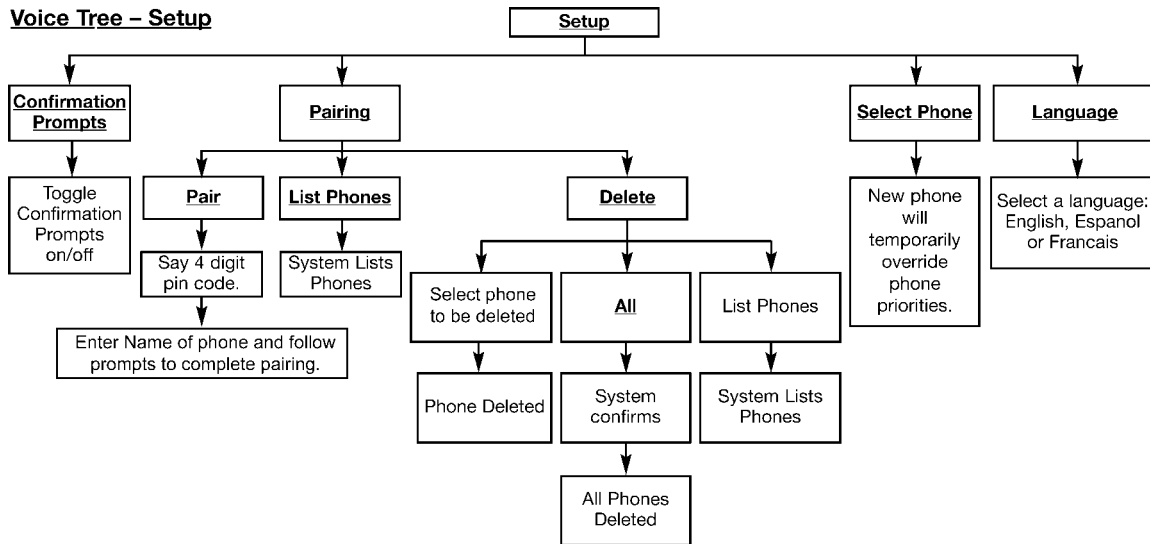 Voice Tree – Setup
Setup
Confirmation
Prompts
Pairing
Select Phone
Language
Toggle
Confirmation
Prompts
on/off
Pair
List Phones
Delete
New phone
will
temporarily
override
phone
priorities.
Select a language:
English, Espanol
or Francais
Say 4 digit
pin code.
System Lists
Phones
Select phone
to be deleted
All
List Phones
Enter Name of phone and follow
prompts to complete pairing.
Phone Deleted
System
confirms
System Lists
Phones
All Phones
Deleted